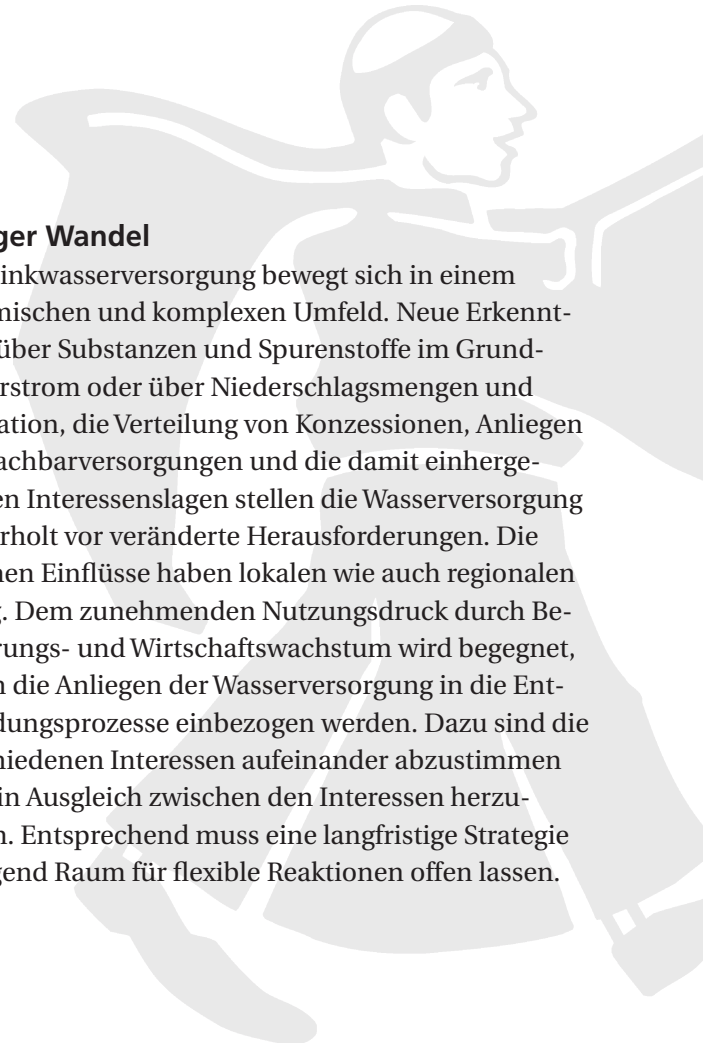 ger Wandel
inkwasserversorgung bewegt sich in einem
mischen und komplexen Umfeld. Neue Erkennt-
über Substanzen und Spurenstoffe im Grund-
rstrom oder über Niederschlagsmengen und
ation, die Verteilung von Konzessionen, Anliegen
achbarversorgungen und die damit einherge-
en Interessenslagen stellen die Wasserversorgung
erholt vor veränderte Herausforderungen. Die
nen Einflüsse haben lokalen wie auch regionalen
g. Dem zunehmenden Nutzungsdruck durch Be-
rungs- und Wirtschaftswachstum wird begegnet,
n die Anliegen der Wasserversorgung in die Ent-
dungsprozesse einbezogen werden. Dazu sind die
hiedenen Interessen aufeinander abzustimmen
in Ausgleich zwischen den Interessen herzu-
n. Entsprechend muss eine langfristige Strategie
gend Raum für flexible Reaktionen offen lassen.